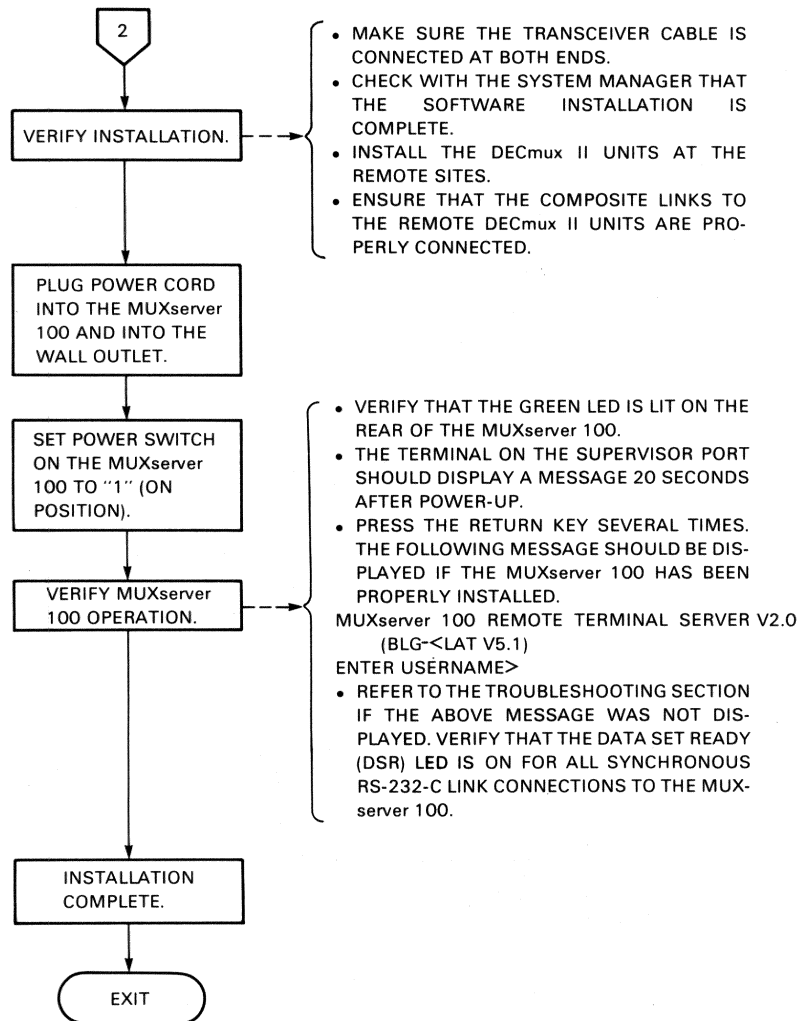 2
VERIFY INSTALLATION.
• MAKE SURE THE TRANSCEIVER CABLE IS
CONNECTED AT BOTH ENDS.
• CHECK WITH THE SYSTEM MANAGER THAT
THE SOFTWARE INSTALLATION IS
COMPLETE.
• INSTALL THE DECmux II UNITS AT THE
REMOTE SITES.
• ENSURE THAT THE COMPOSITE LINKS TO
THE REMOTE DECmux II UNITS ARE PRO-
PERLY CONNECTED.
PLUG POWER CORD
INTO THE MUXserver
100 AND INTO THE
WALL OUTLET.
SET POWER SWITCH
ON THE MUXserver
100 TO "1" (ON
POSITION).
VERIFY MUXserver
100 OPERATION.
• VERIFY THAT THE GREEN LED IS LIT ON THE
REAR OF THE MUXserver 100.
• THE TERMINAL ON THE SUPERVISOR PORT
SHOULD DISPLAY A MESSAGE 20 SECONDS
AFTER POWER-UP.
• PRESS THE RETURN KEY SEVERAL TIMES.
THE FOLLOWING MESSAGE SHOULD BE DIS-
PLAYED IF THE MUXserver 100 HAS BEEN
PROPERLY INSTALLED.
MUXserver 100 REMOTE TERMINAL SERVER V2.0
(BLG-<LAT V5.1)
ENTER USERNAME>
• REFER TO THE TROUBLESHOOTING SECTION
IF THE ABOVE MESSAGE WAS NOT DIS-
PLAYED. VERIFY THAT THE DATA SET READY
(DSR) LED IS ON FOR ALL SYNCHRONOUS
RS-232-C LINK CONNECTIONS TO THE MUX-
server 100.
INSTALLATION
COMPLETE.
EXIT